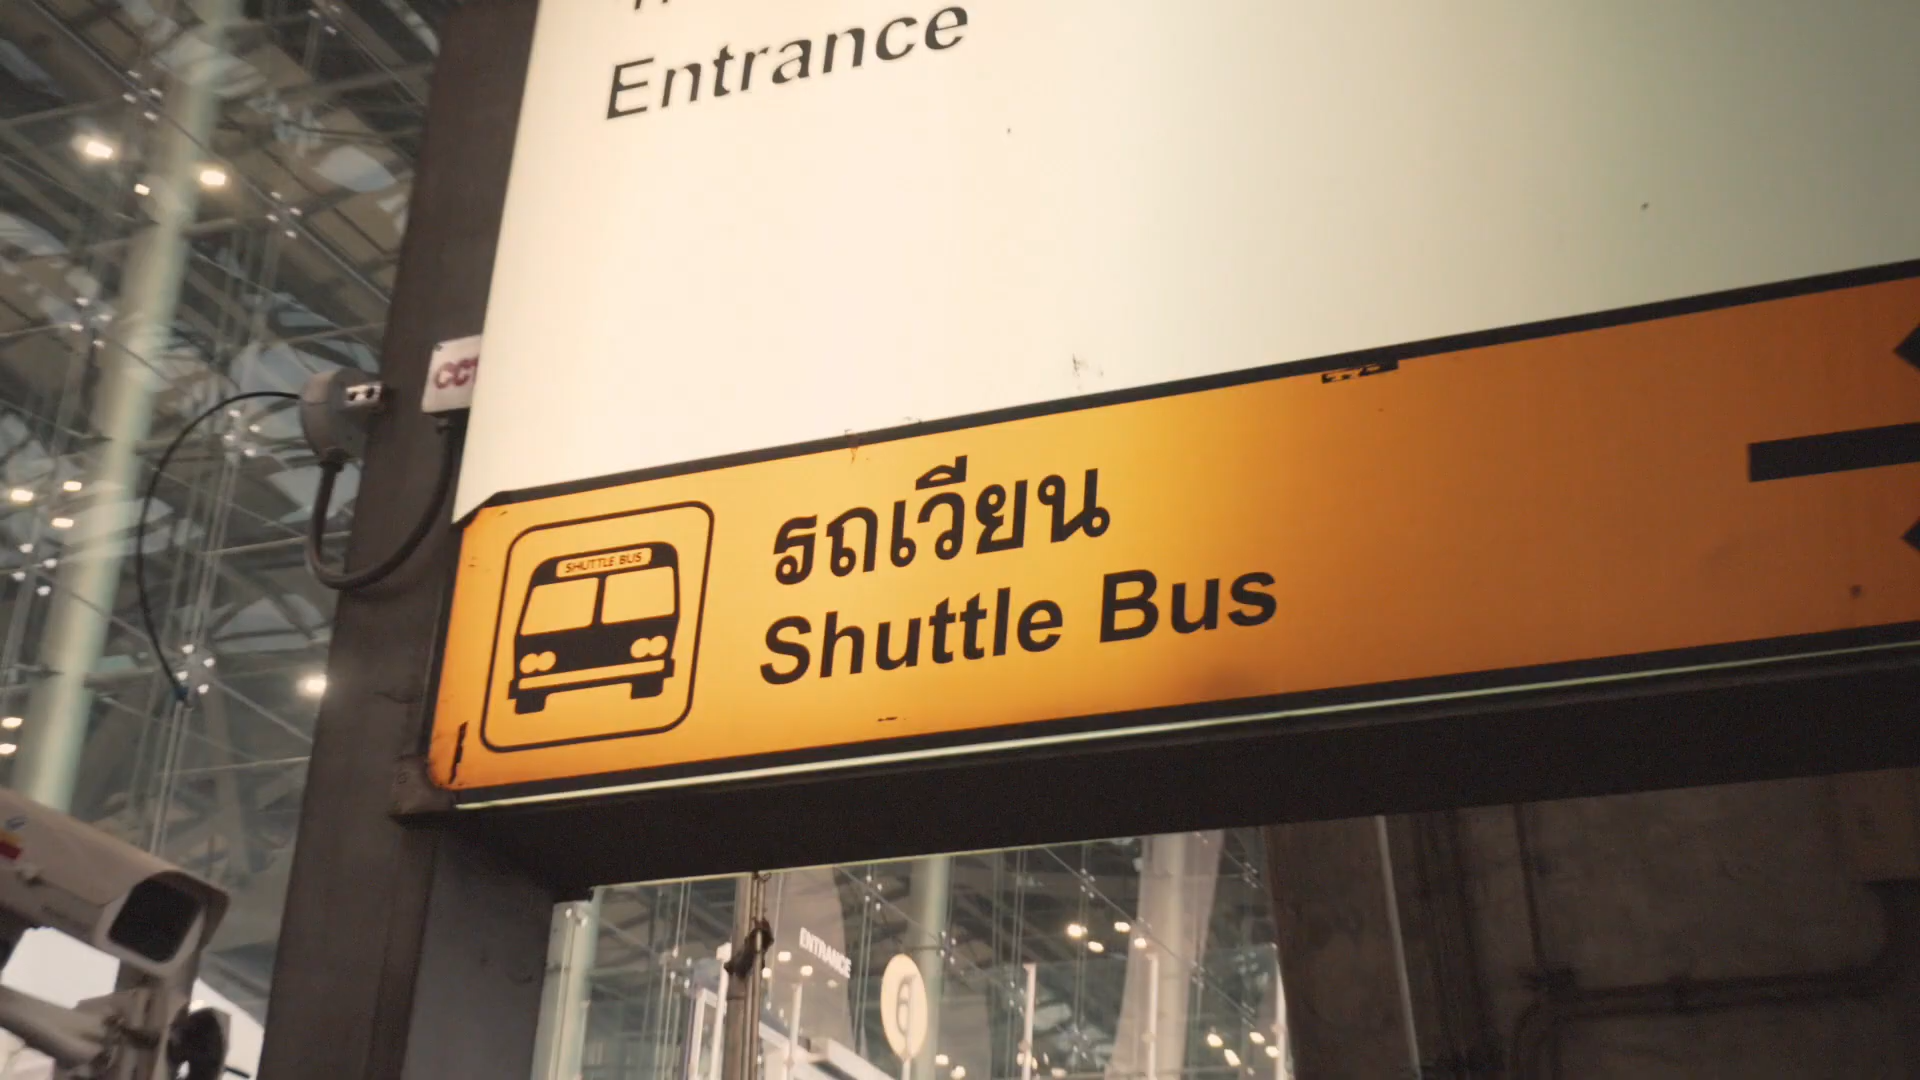 Entrance
รถเวียน
Shuttle Bus
SHUTTLE BUS
ENTRANCE